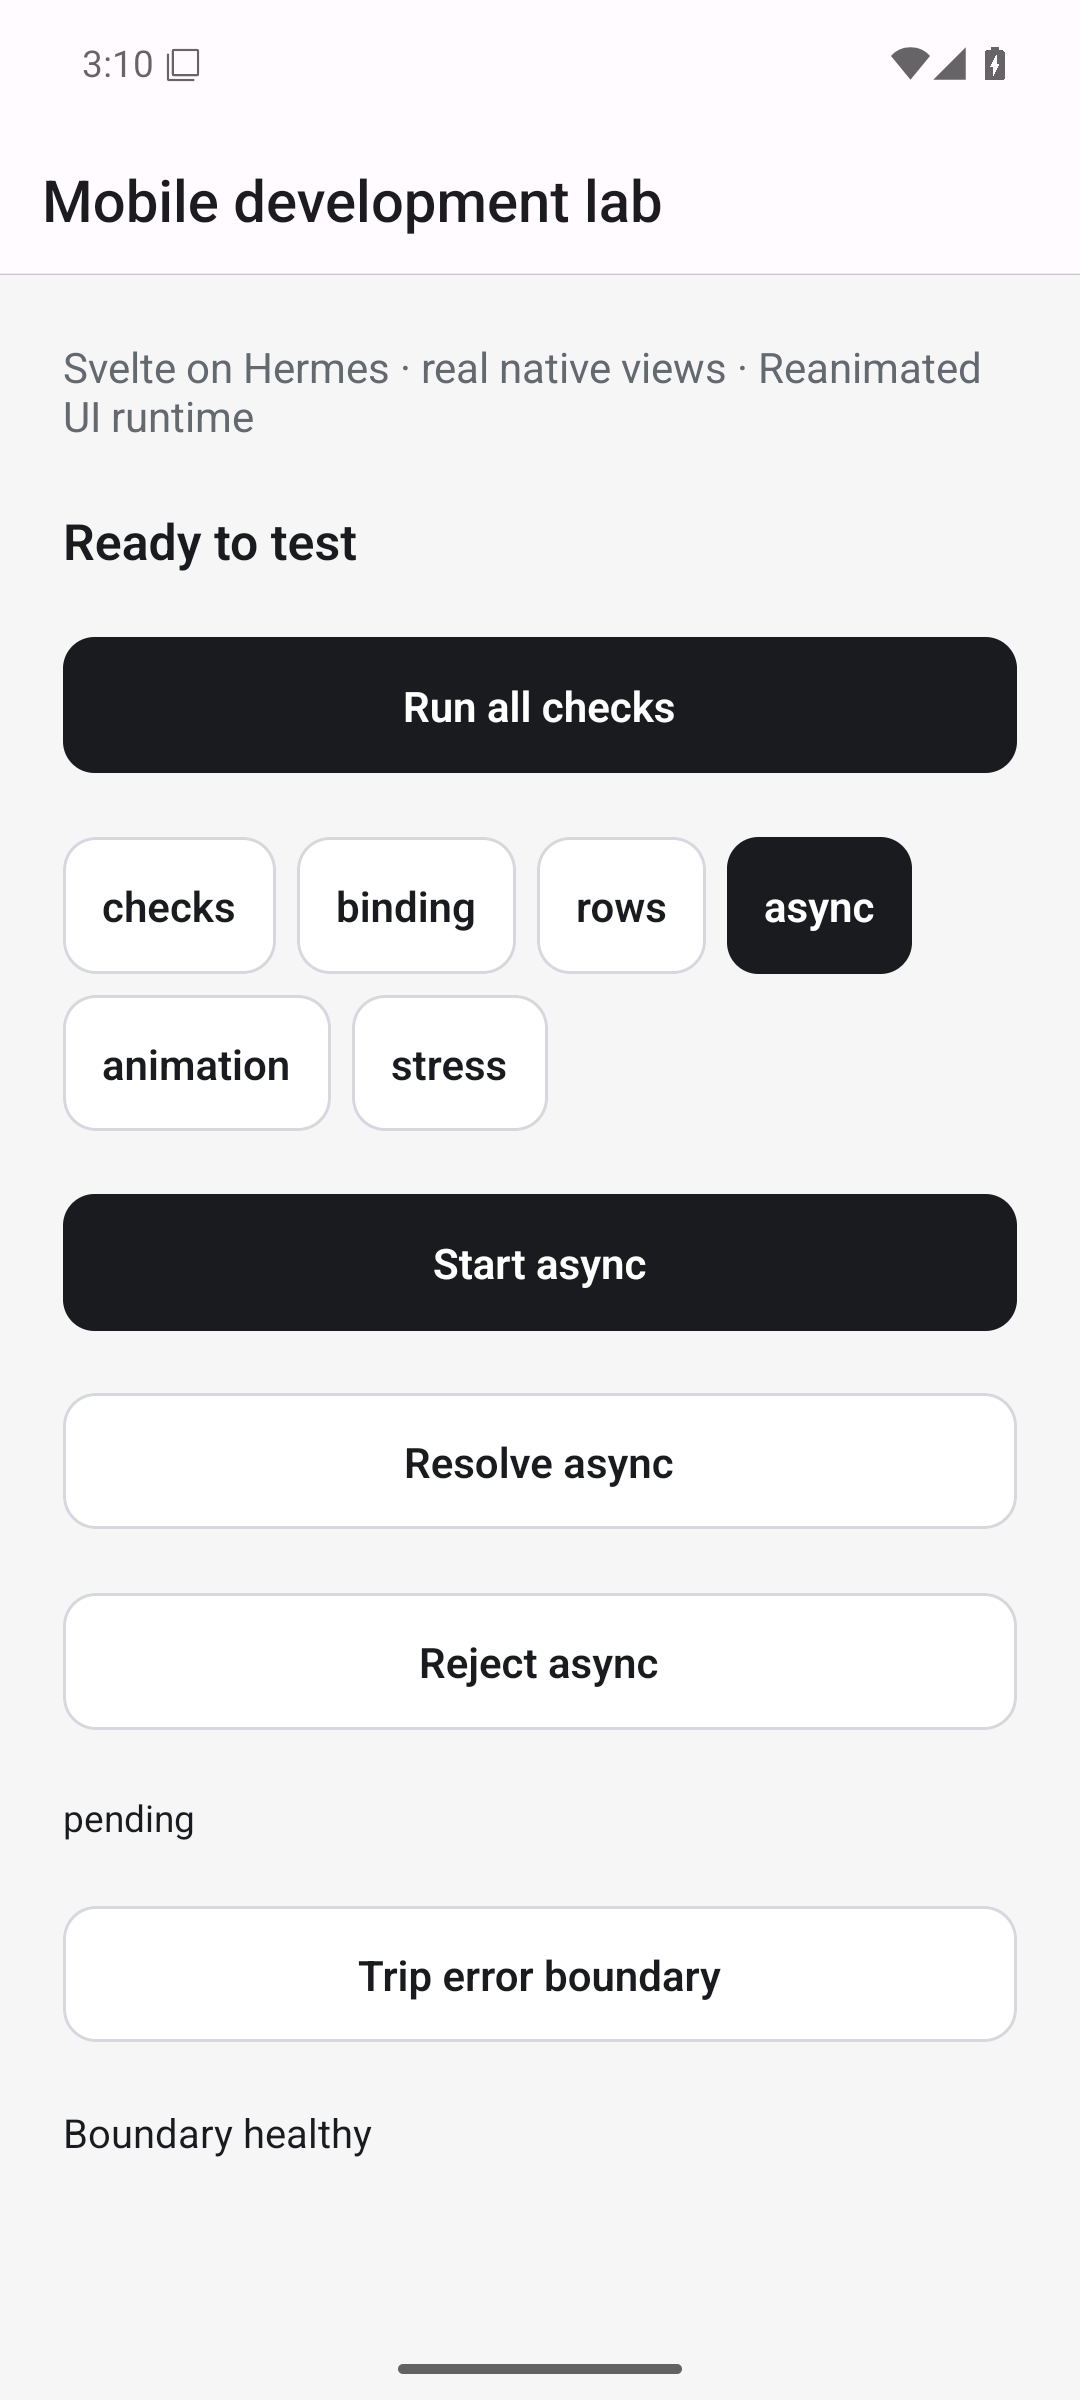 3:10
Mobile development lab
Svelte on Hermes · real native views · Reanimated
UI runtime
Ready to test
Run all checks
checks
binding
rows
async
animation
stress
Start async
Resolve async
Reject async
pending
Trip error boundary
Boundary healthy